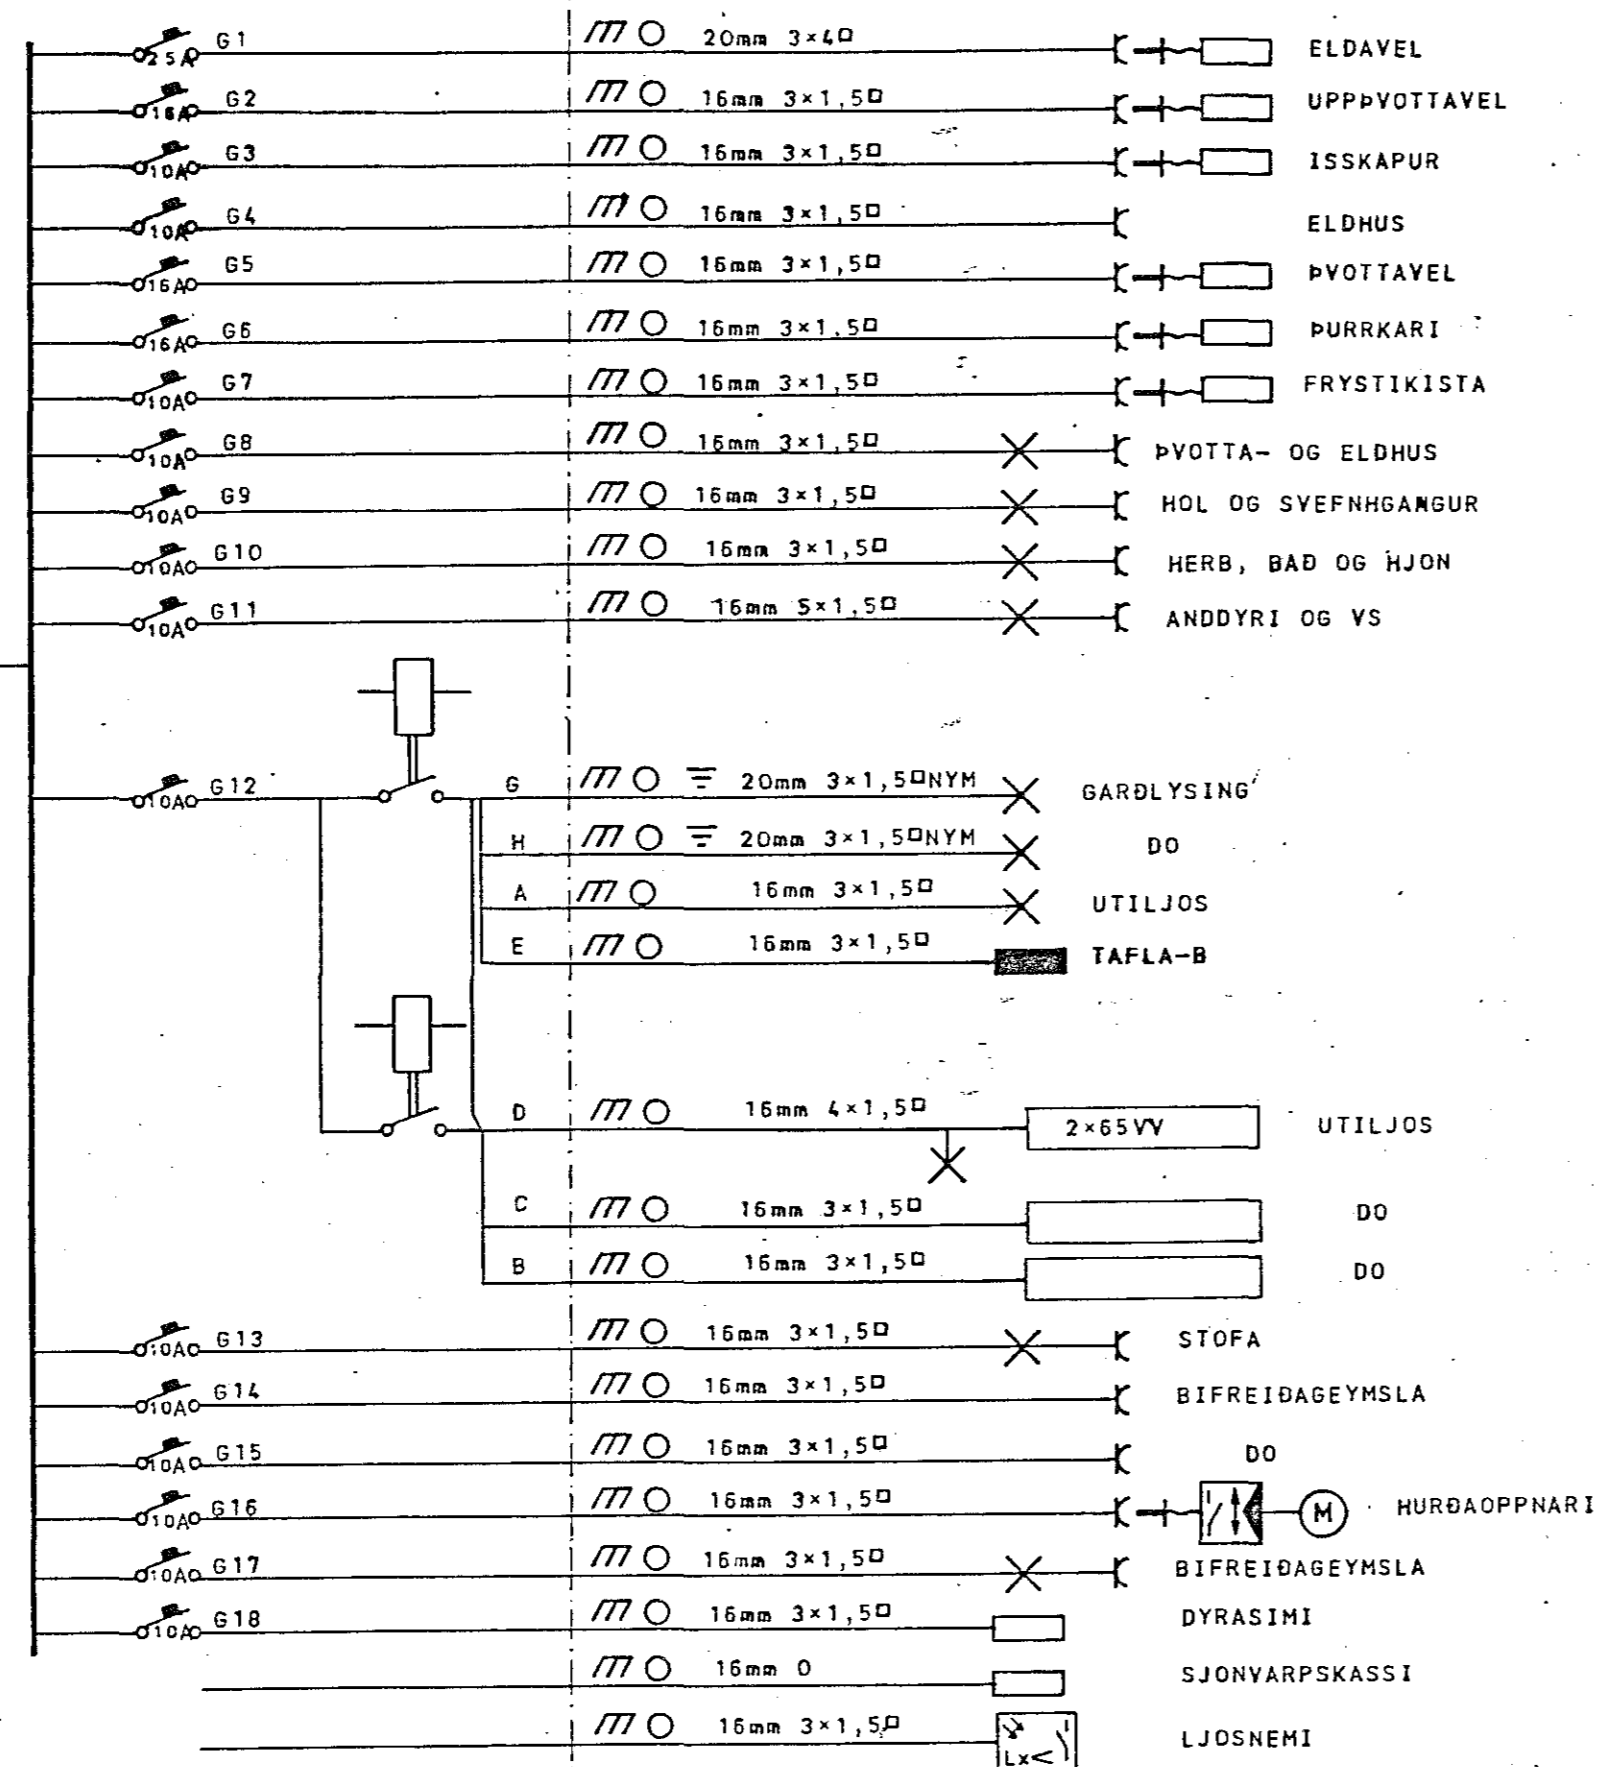 G1 25A 20mm 3×4□ ELDAVEL
G2 16A 16mm 3×1,5□ UPPÞVOTTAVEL
G3 10A 16mm 3×1,5□ ISSKAPUR
G4 10A 16mm 3×1,5□ ELDHUS
G5 16A 16mm 3×1,5□ ÞVOTTAVEL
G6 16A 16mm 3×1,5□ ÞURRKARI
G7 10A 16mm 3×1,5□ FRYSTIKISTA
G8 10A 16mm 3×1,5□ ÞVOTTA- OG ELDHUS
G9 10A 16mm 3×1,5□ HOL OG SVEFNHGANGUR
G10 10A 16mm 3×1,5□ HERB, BAÐ OG HJON
G11 10A 16mm 5×1,5□ ANDDYRI OG VS
G12 10A G 20mm 3×1,5□NYM GARÐLYSING
H 20mm 3×1,5□NYM DO
A 16mm 3×1,5□ UTILJOS
E 16mm 3×1,5□ TAFLA-B
D 16mm 4×1,5□ 2×65VV UTILJOS
C 16mm 3×1,5□ DO
B 16mm 3×1,5□ DO
G13 10A 16mm 3×1,5□ STOFA
G14 10A 16mm 3×1,5□ BIFREIÐAGEYMSLA
G15 10A 16mm 3×1,5□ DO
G16 10A 16mm 3×1,5□ M HURÐAOPPNARI
G17 10A 16mm 3×1,5□ BIFREIÐAGEYMSLA
G18 10A 16mm 3×1,5□ DYRASIMI
16mm 0 SJONVARPSKASSI
16mm 3×1,5□ Lx< LJOSNEMI